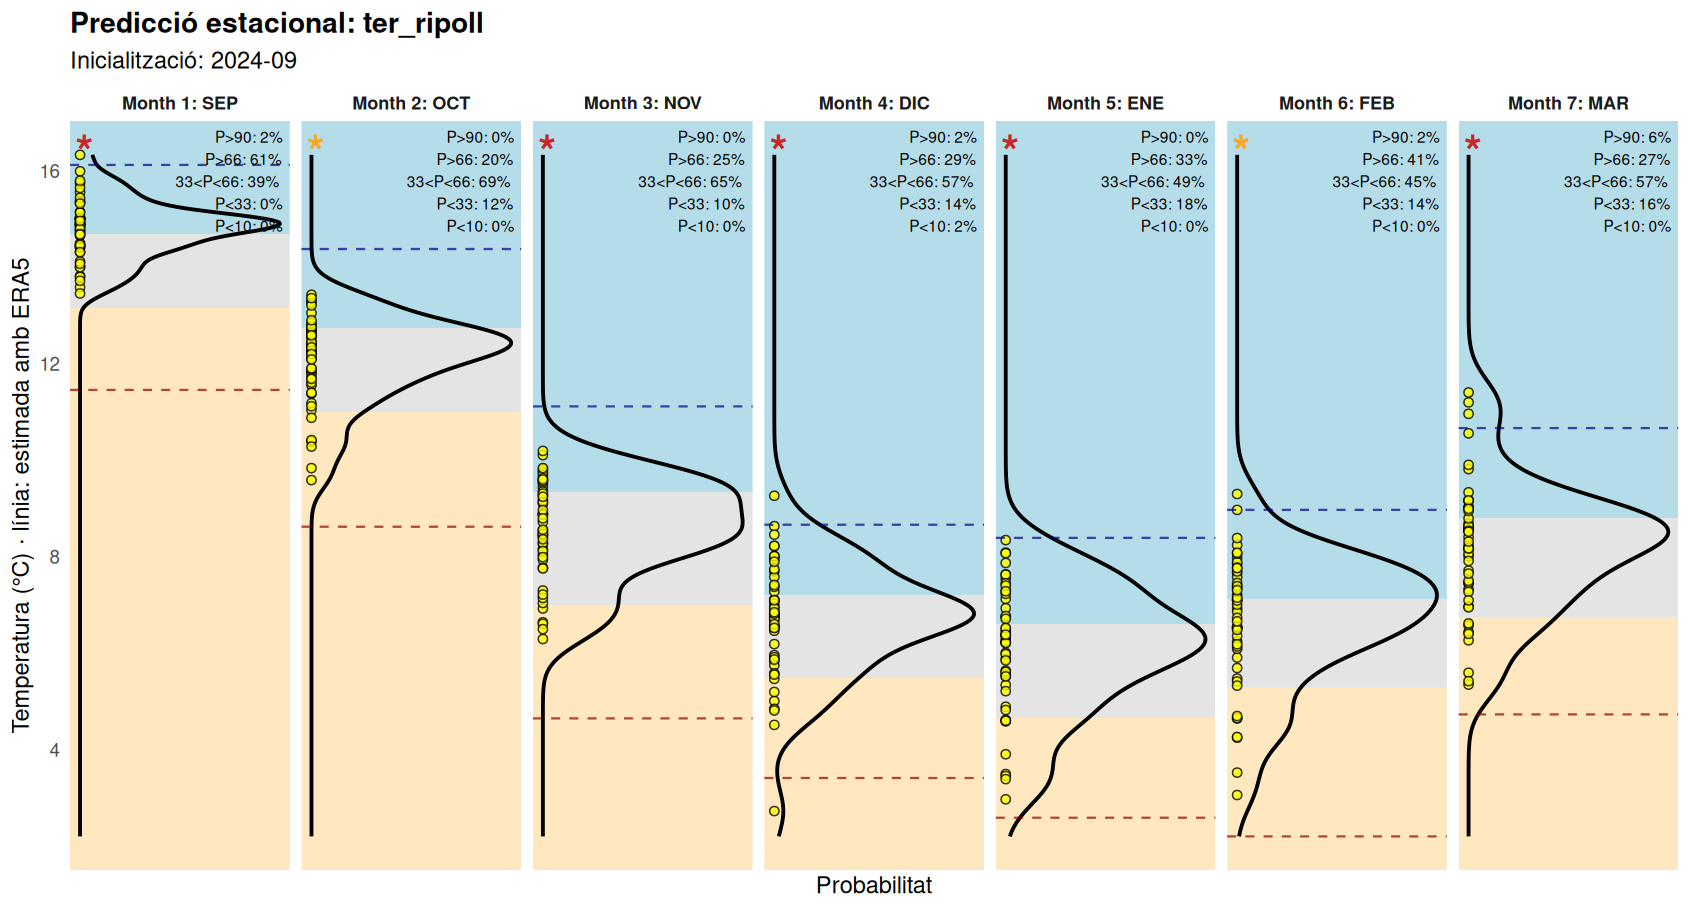 Predicció estacional: ter_ripoll
Inicialització: 2024-09
Month 1: SEP
Month 2: OCT
Month 3: NOV
Month 4: DIC
Month 5: ENE
Month 6: FEB
Month 7: MAR
P>90: 2%
P>66: 61%
33<P<66: 39%
P<33: 0%
P<10: 0%
P>90: 0%
P>66: 20%
33<P<66: 69%
P<33: 12%
P<10: 0%
P>90: 0%
P>66: 25%
33<P<66: 65%
P<33: 10%
P<10: 0%
P>90: 2%
P>66: 29%
33<P<66: 57%
P<33: 14%
P<10: 2%
P>90: 0%
P>66: 33%
33<P<66: 49%
P<33: 18%
P<10: 0%
P>90: 2%
P>66: 41%
33<P<66: 45%
P<33: 14%
P<10: 0%
P>90: 6%
P>66: 27%
33<P<66: 57%
P<33: 16%
P<10: 0%
16
12
8
4
Temperatura (°C) · línia: estimada amb ERA5
Probabilitat